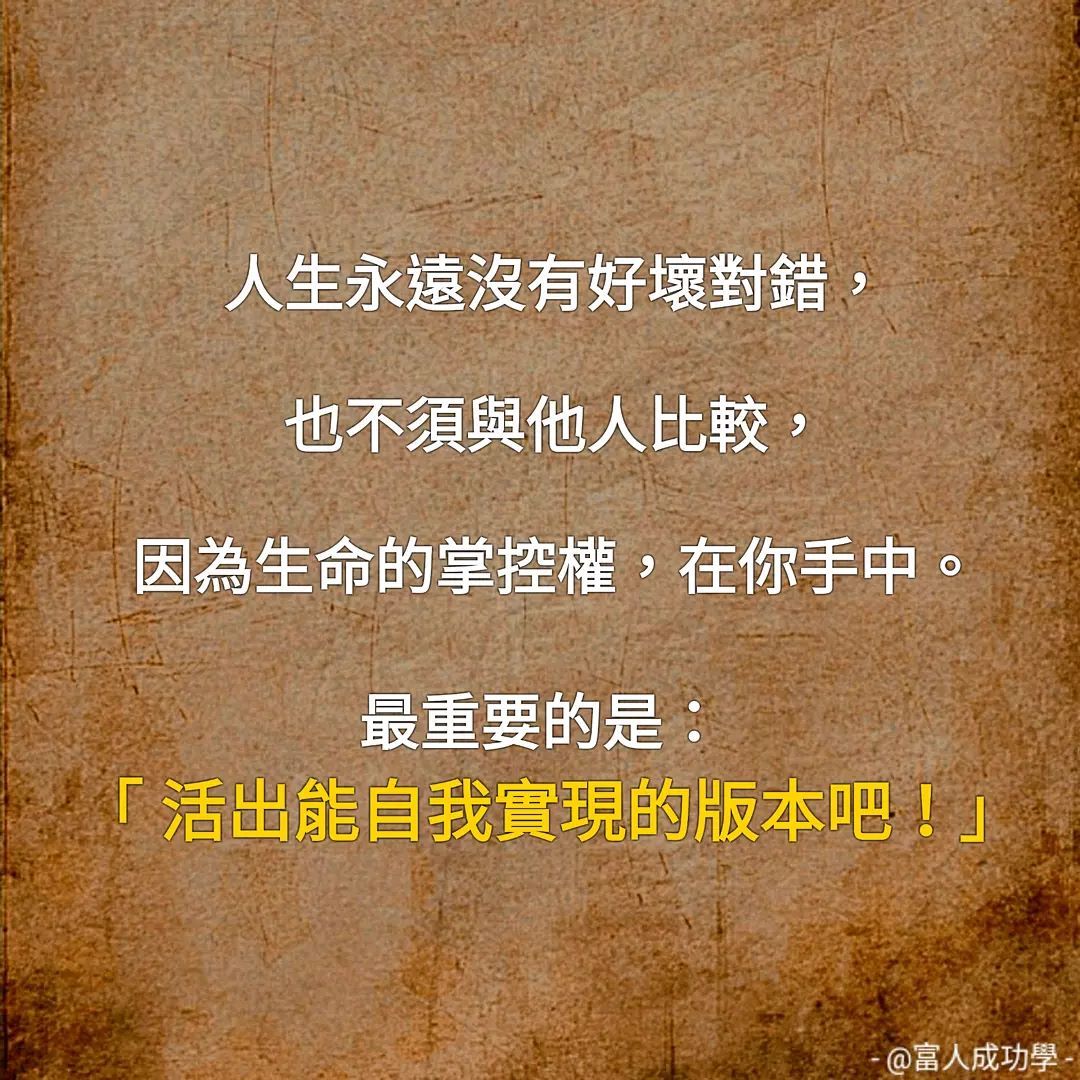 人生永遠沒有好壞對錯，
也不須與他人比較，
因為生命的掌控權，在你手中。
最重要的是：
「 活出能自我實現的版本吧！」
- @富人成功學 -